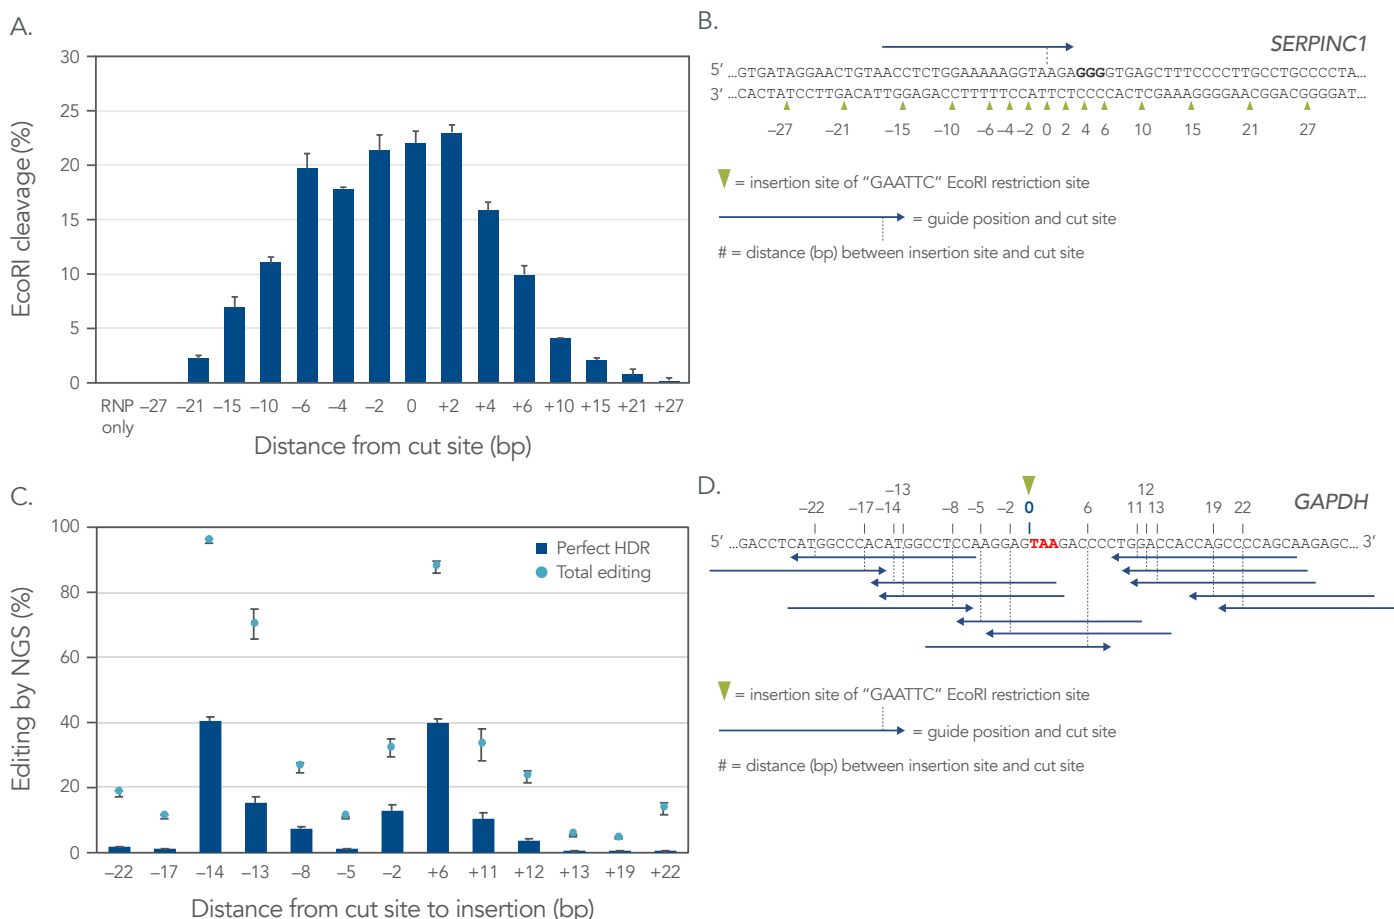 A.
EcoRI cleavage (%)
30
25
20
15
10
5
0
RNP only –27 –21 –15 –10 –6 –4 –2 0 +2 +4 +6 +10 +15 +21 +27
Distance from cut site (bp)
B.
SERPINC1
5′ ...GTGATAGGAACTGTAACCTCTGGAAAAAGGTAAGAGGGGTGAGCTTTCCCCTTGCCTGCCCCTA...
3′ ...CACTATCCTTGACATTGGAGACCTTTTTCCATTCTCCCCACTCGAAAGGGGAACGGACGGGGAT...
–27 –21 –15 –9 –6 –4 –2 0 2 4 6 10 15 21 27
= insertion site of "GAATTC" EcoRI restriction site
= guide position and cut site
# = distance (bp) between insertion site and cut site
C.
Editing by NGS (%)
100
80
60
40
20
0
Perfect HDR
Total editing
–22 –17 –14 –13 –8 –5 –2 +6 +11 +12 +13 +19 +22
Distance from cut site to insertion (bp)
D.
GAPDH
–13 12
–22 –17 –14 –8 –5 –2 0 6 11 13 19 22
5′ ...GACCTCATGGCCCACATGGCCTCCAAGGAGTAAGACCCCTGGACCACCAGCCCCAGCAAGAGC... 3′
= insertion site of "GAATTC" EcoRI restriction site
= guide position and cut site
# = distance (bp) between insertion site and cut site